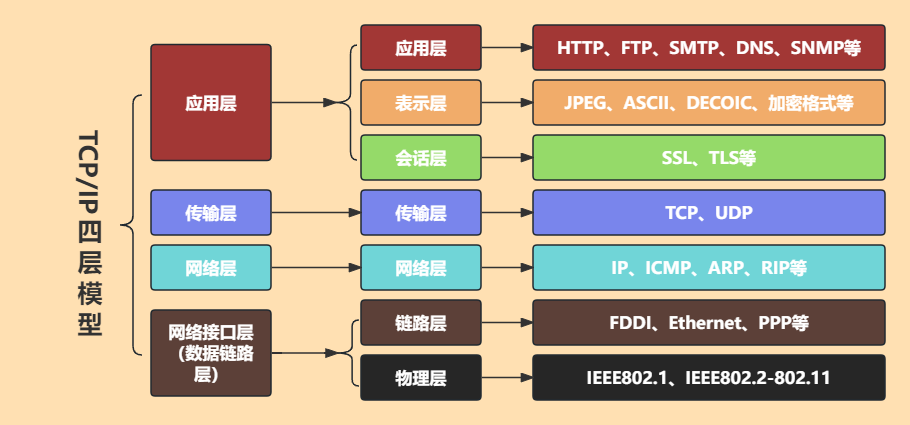 TCP/IP四层模型
应用层
应用层
HTTP、FTP、SMTP、DNS、SNMP等
表示层
JPEG、ASCII、DECOIC、加密格式等
会话层
SSL、TLS等
传输层
传输层
TCP、UDP
网络层
网络层
IP、ICMP、ARP、RIP等
网络接口层
（数据链路
层）
链路层
FDDI、Ethernet、PPP等
物理层
IEEE802.1、IEEE802.2-802.11